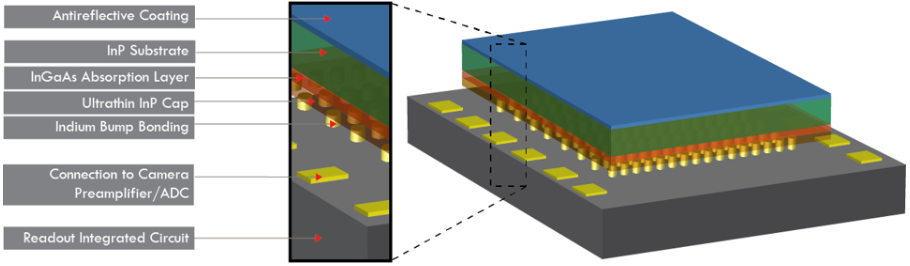 Antireflective Coating
InP Substrate
InGaAs Absorption Layer
Ultrathin InP Cap
Indium Bump Bonding
Connection to Camera
Preamplifier/ADC
Readout Integrated Circuit